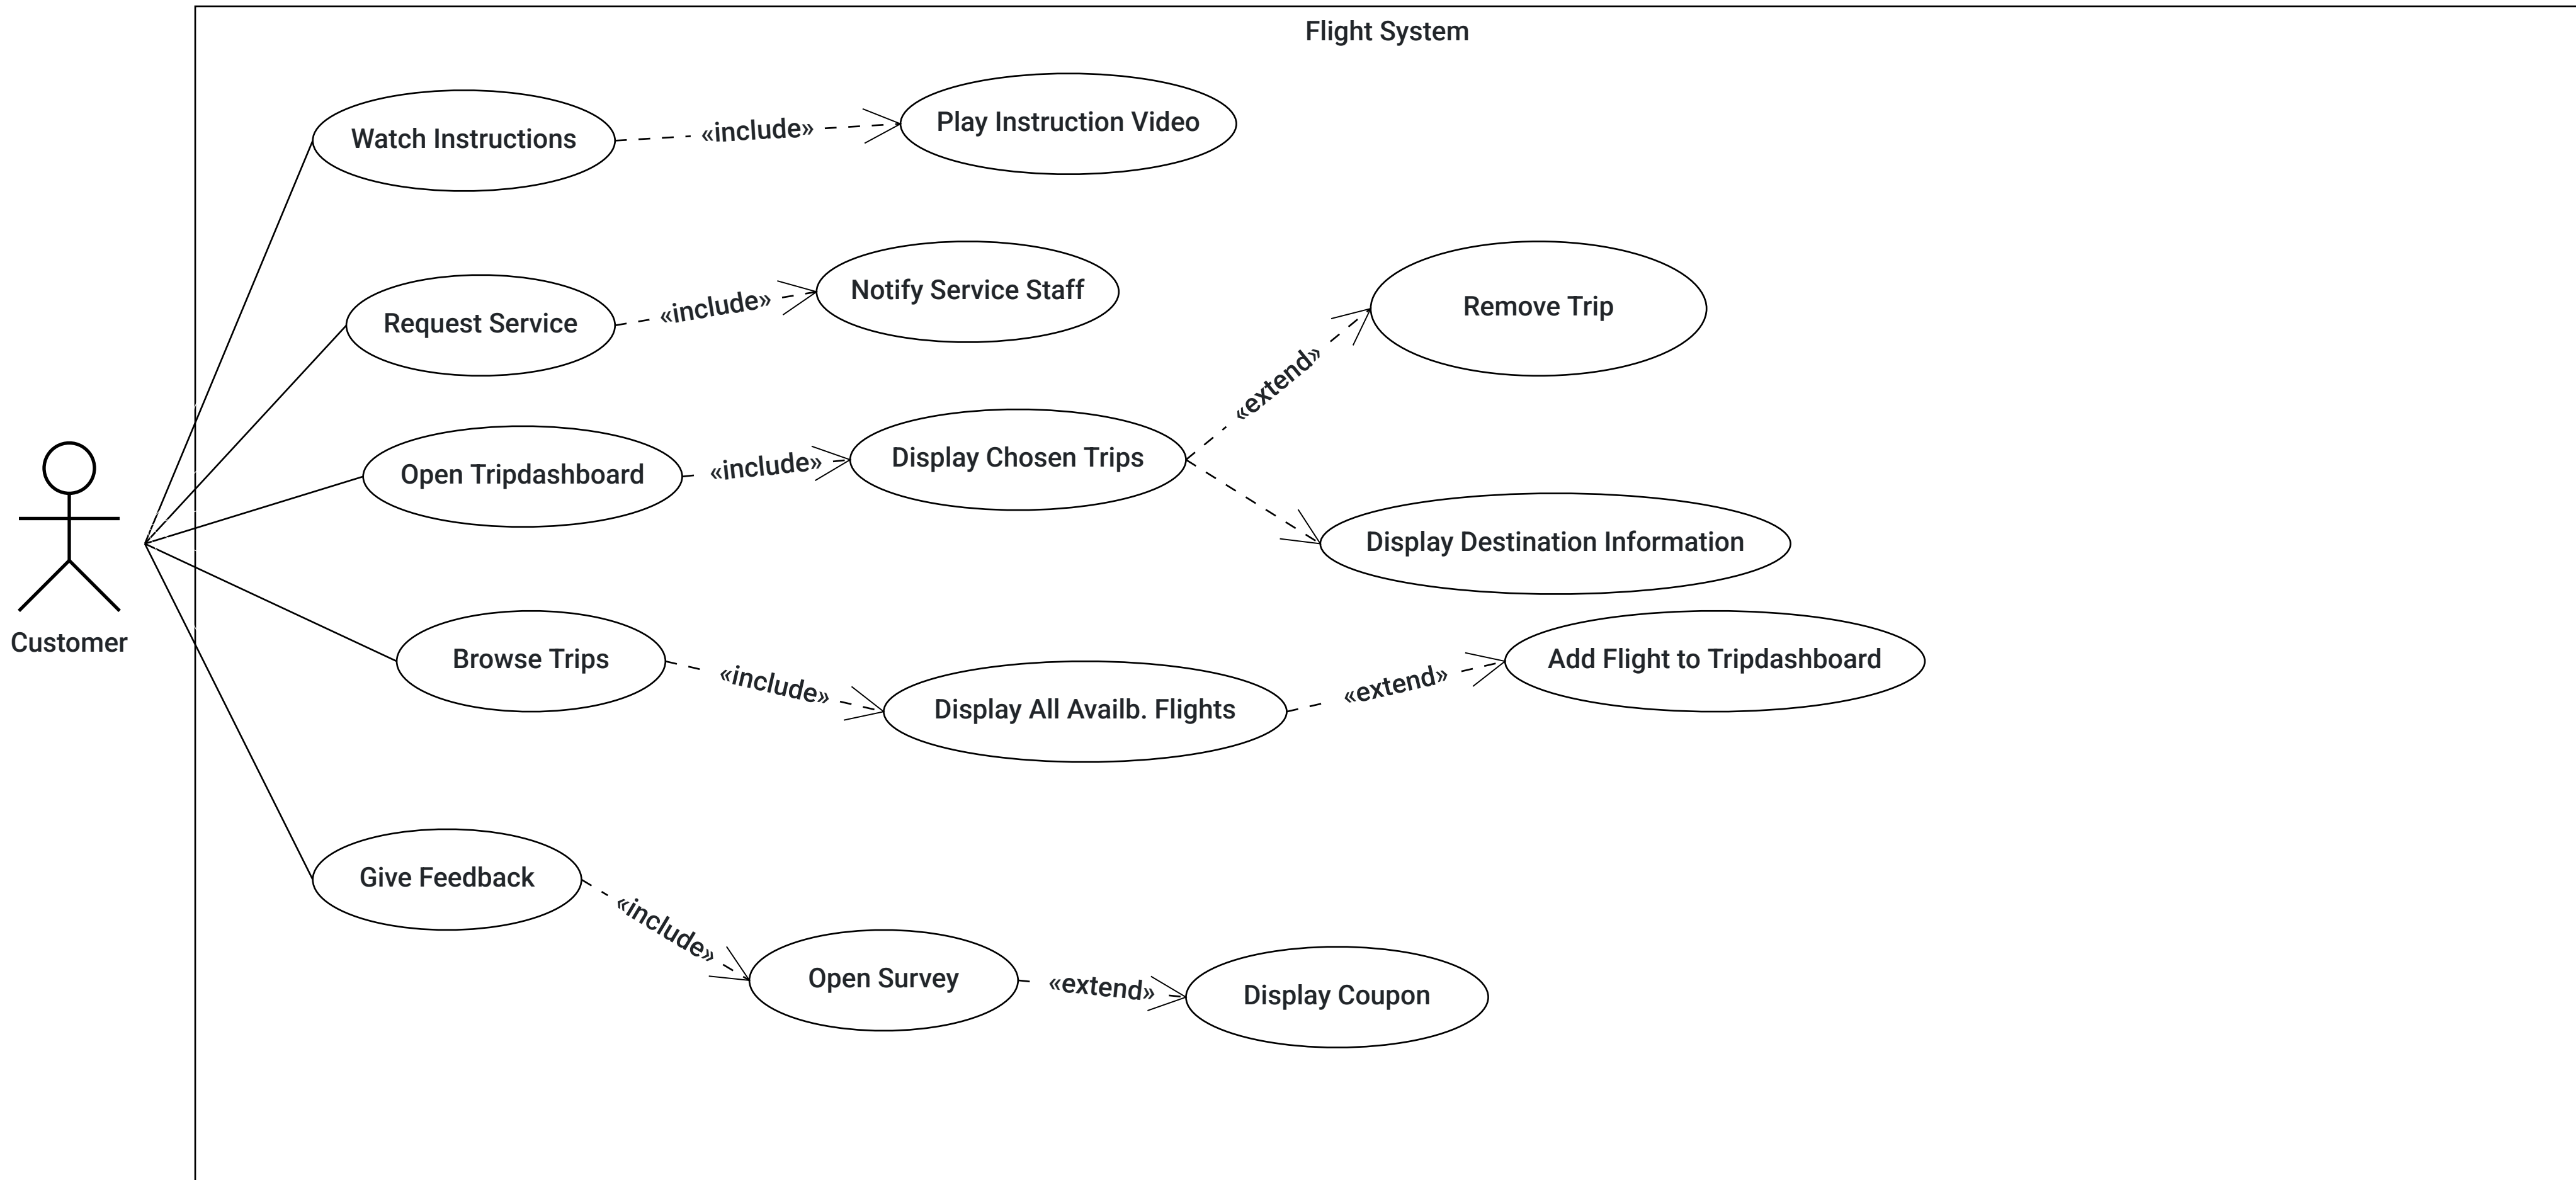 Flight System
Watch Instructions
«include»
Play Instruction Video
Request Service
«include»
Notify Service Staff
Remove Trip
«extend»
Open Tripdashboard
«include»
Display Chosen Trips
Display Destination Information
Customer
Browse Trips
«include»
Display All Availb. Flights
«extend»
Add Flight to Tripdashboard
Give Feedback
«include»
Open Survey
«extend»
Display Coupon